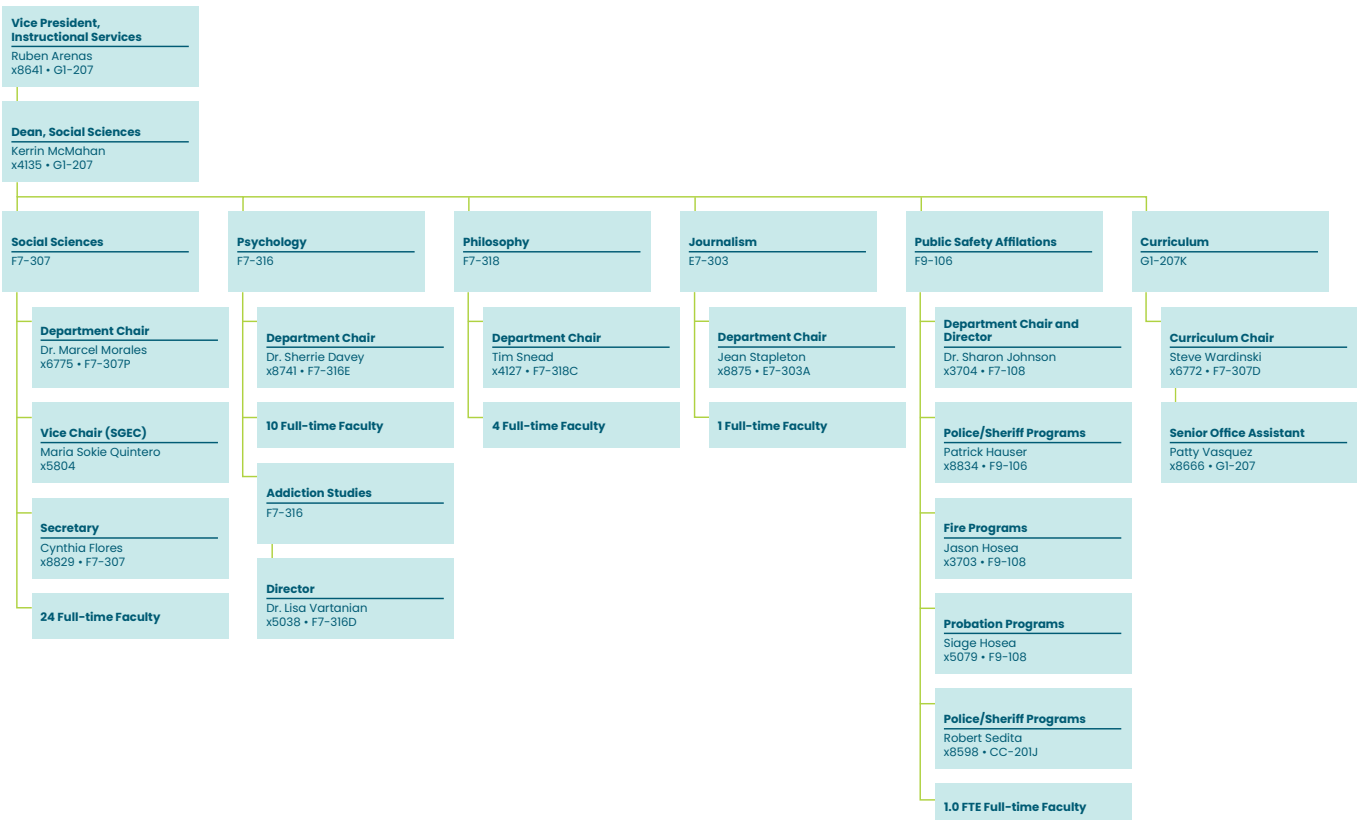 Vice President,
Instructional Services
Ruben Arenas
x8641 • G1-207
Dean, Social Sciences
Kerrin McMahan
x4135 • G1-207
Social Sciences
F7-307
Department Chair
Dr. Marcel Morales
x6775 • F7-307P
Vice Chair (SGEC)
Maria Sokie Quintero
x5804
Secretary
Cynthia Flores
x8829 • F7-307
24 Full-time Faculty
Psychology
F7-316
Department Chair
Dr. Sherrie Davey
x8741 • F7-316E
10 Full-time Faculty
Addiction Studies
F7-316
Director
Dr. Lisa Vartanian
x5038 • F7-316D
Philosophy
F7-318
Department Chair
Tim Snead
x4127 • F7-318C
4 Full-time Faculty
Journalism
E7-303
Department Chair
Jean Stapleton
x8875 • E7-303A
1 Full-time Faculty
Public Safety Affilations
F9-106
Department Chair and
Director
Dr. Sharon Johnson
x3704 • F7-108
Police/Sheriff Programs
Patrick Hauser
x8834 • F9-106
Fire Programs
Jason Hosea
x3703 • F9-108
Probation Programs
Siage Hosea
x5079 • F9-108
Police/Sheriff Programs
Robert Sedita
x8598 • CC-201J
1.0 FTE Full-time Faculty
Curriculum
G1-207K
Curriculum Chair
Steve Wardinski
x6772 • F7-307D
Senior Office Assistant
Patty Vasquez
x8666 • G1-207